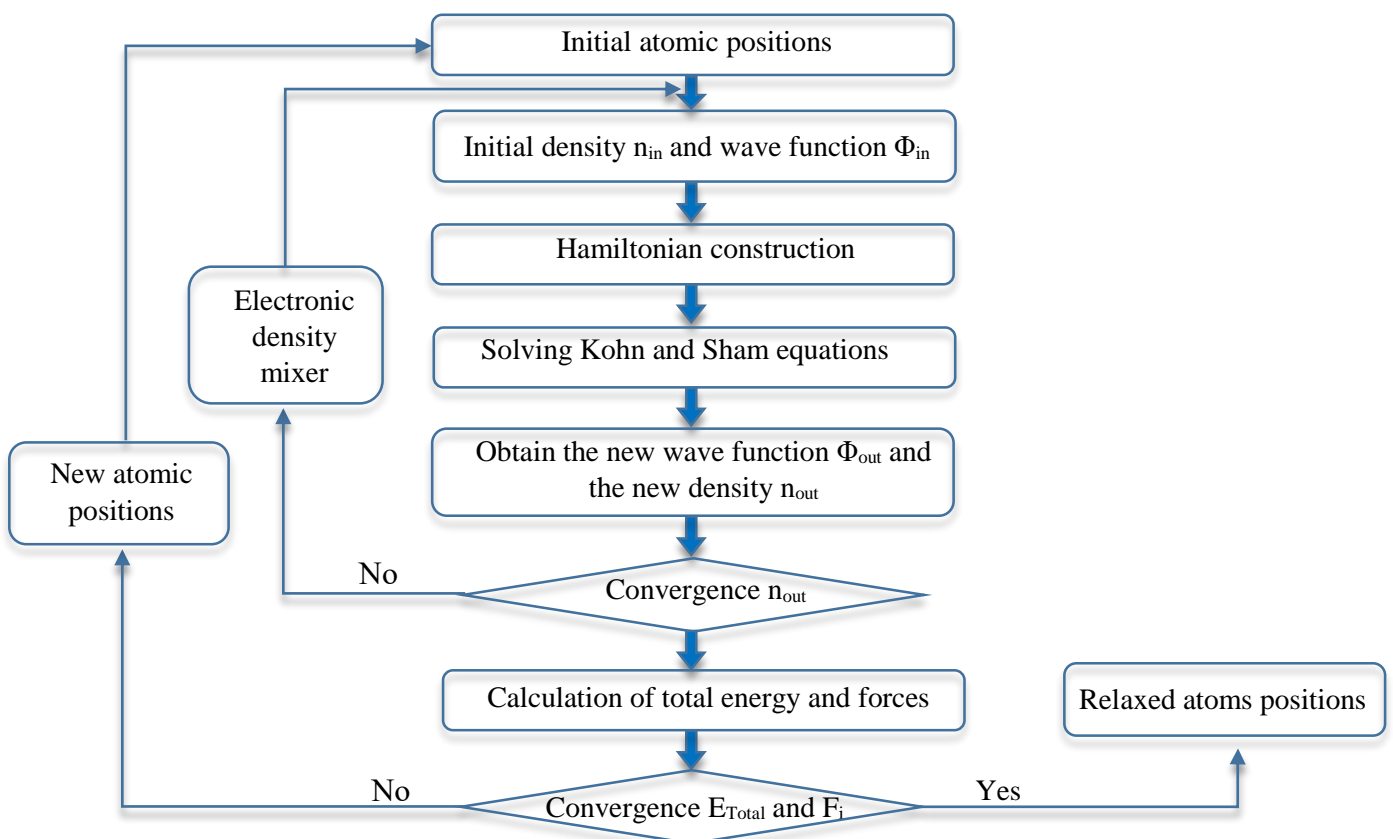 Initial atomic positions
Initial density nin and wave function Φin
Hamiltonian construction
Electronic
density
mixer
Solving Kohn and Sham equations
Obtain the new wave function Φout and
the new density nout
New atomic
positions
No
Convergence nout
Calculation of total energy and forces
Relaxed atoms positions
No
Convergence ETotal and Fi
Yes